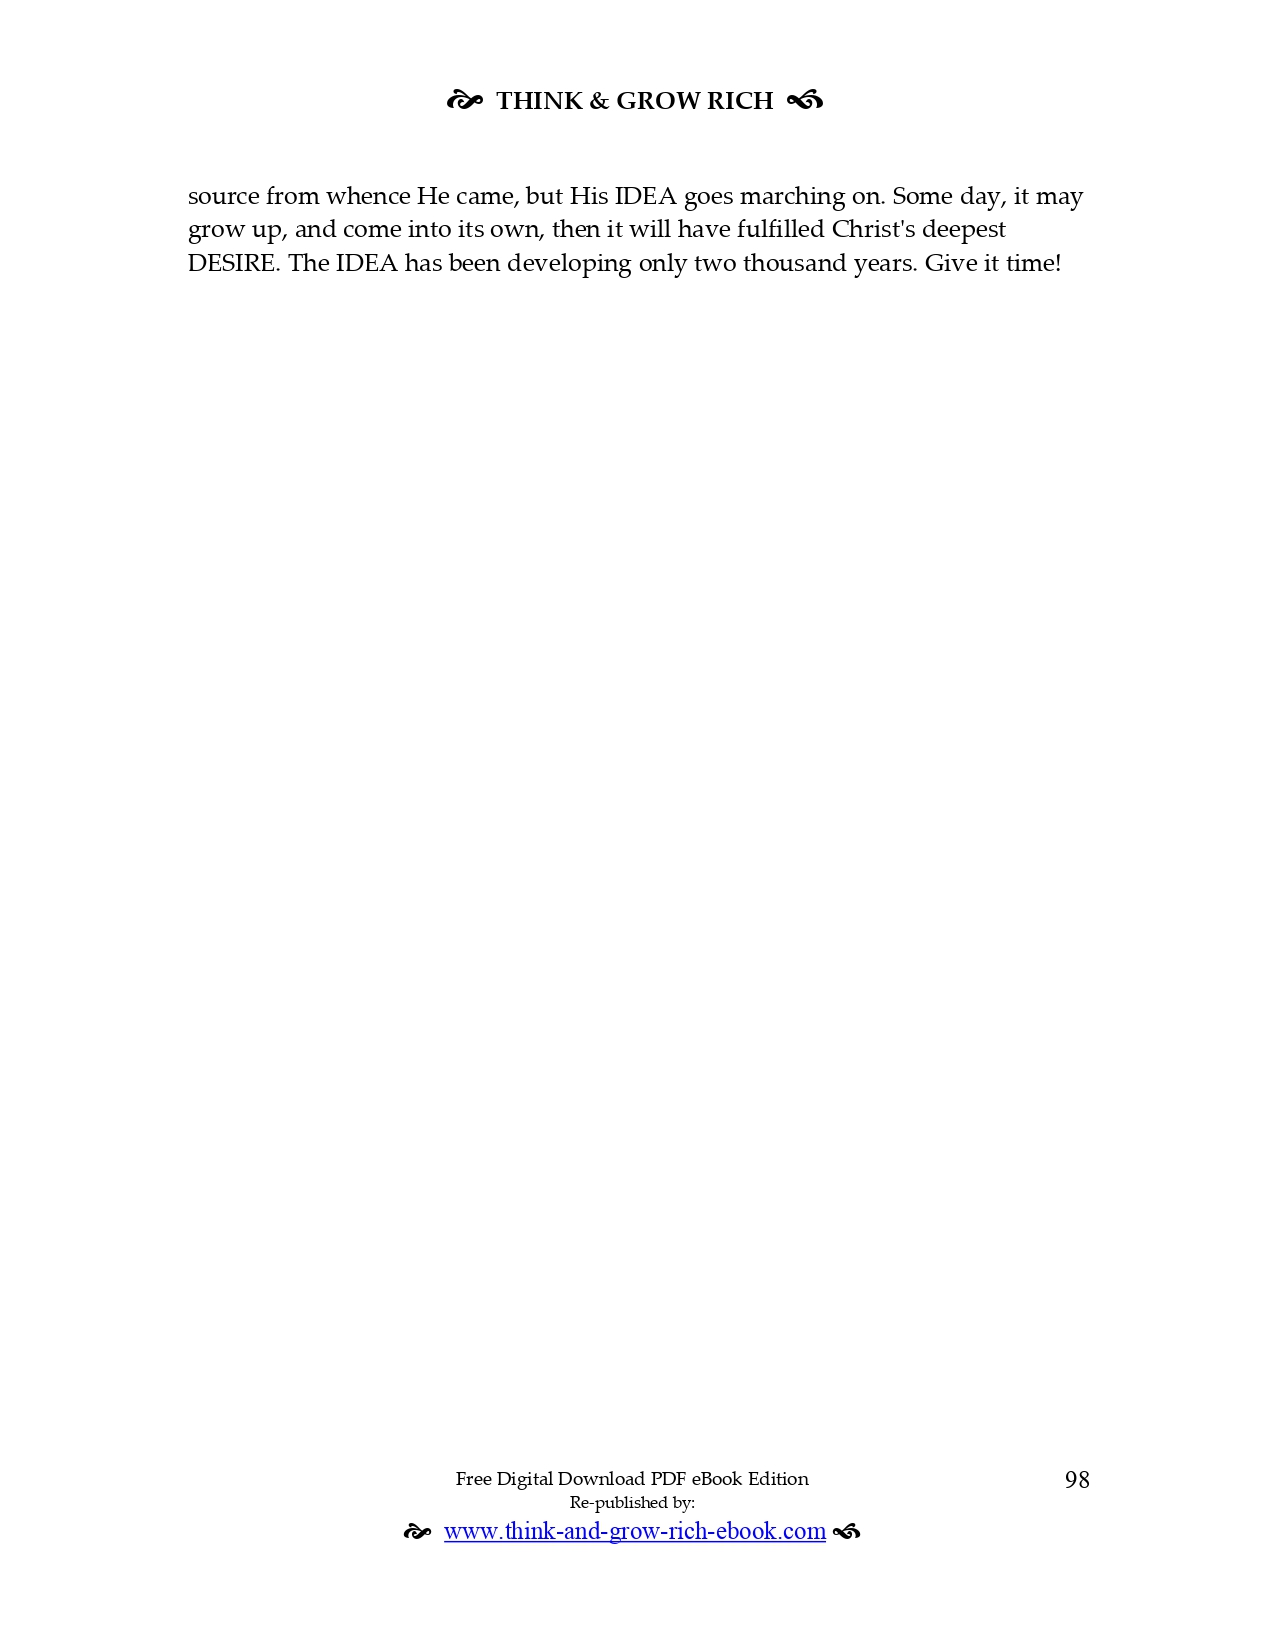 THINK & GROW RICH
source from whence He came, but His IDEA goes marching on. Some day, it may
grow up, and come into its own, then it will have fulfilled Christ's deepest
DESIRE. The IDEA has been developing only two thousand years. Give it time!
Free Digital Download PDF eBook Edition
98
Re-published by:
www.think-and-grow-rich-ebook.com